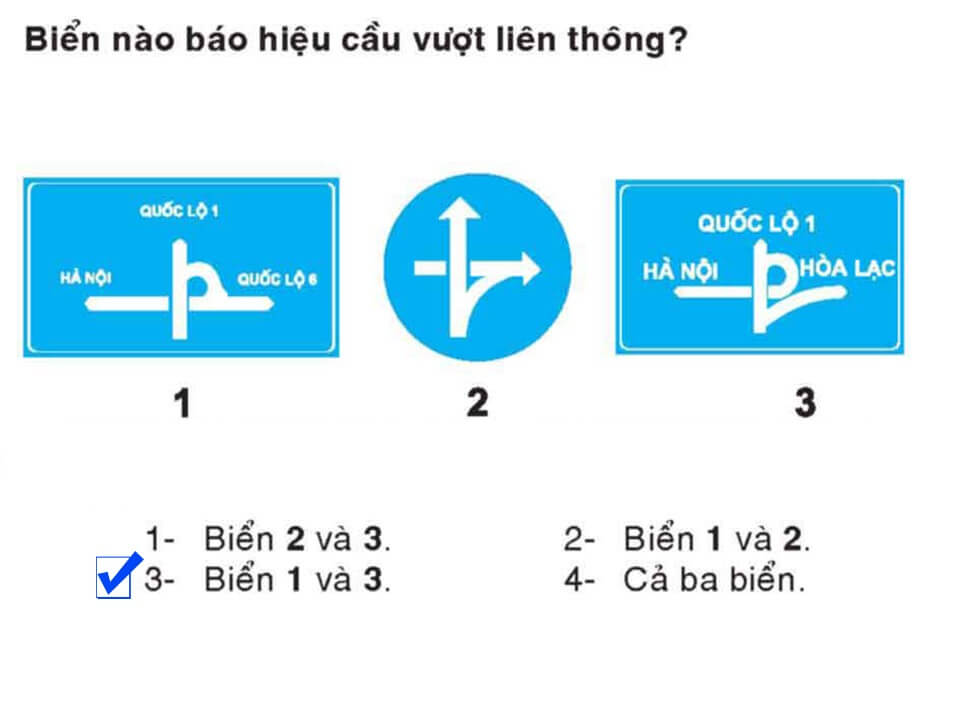 Biển nào báo hiệu cầu vượt liên thông?
QUỐC LỘ 1
HÀ NỘI
QUỐC LỘ 6
QUỐC LỘ 1
HÀ NỘI
HÒA LẠC
1
2
3
1- Biển 2 và 3.
2- Biển 1 và 2.
3- Biển 1 và 3.
4- Cả ba biển.